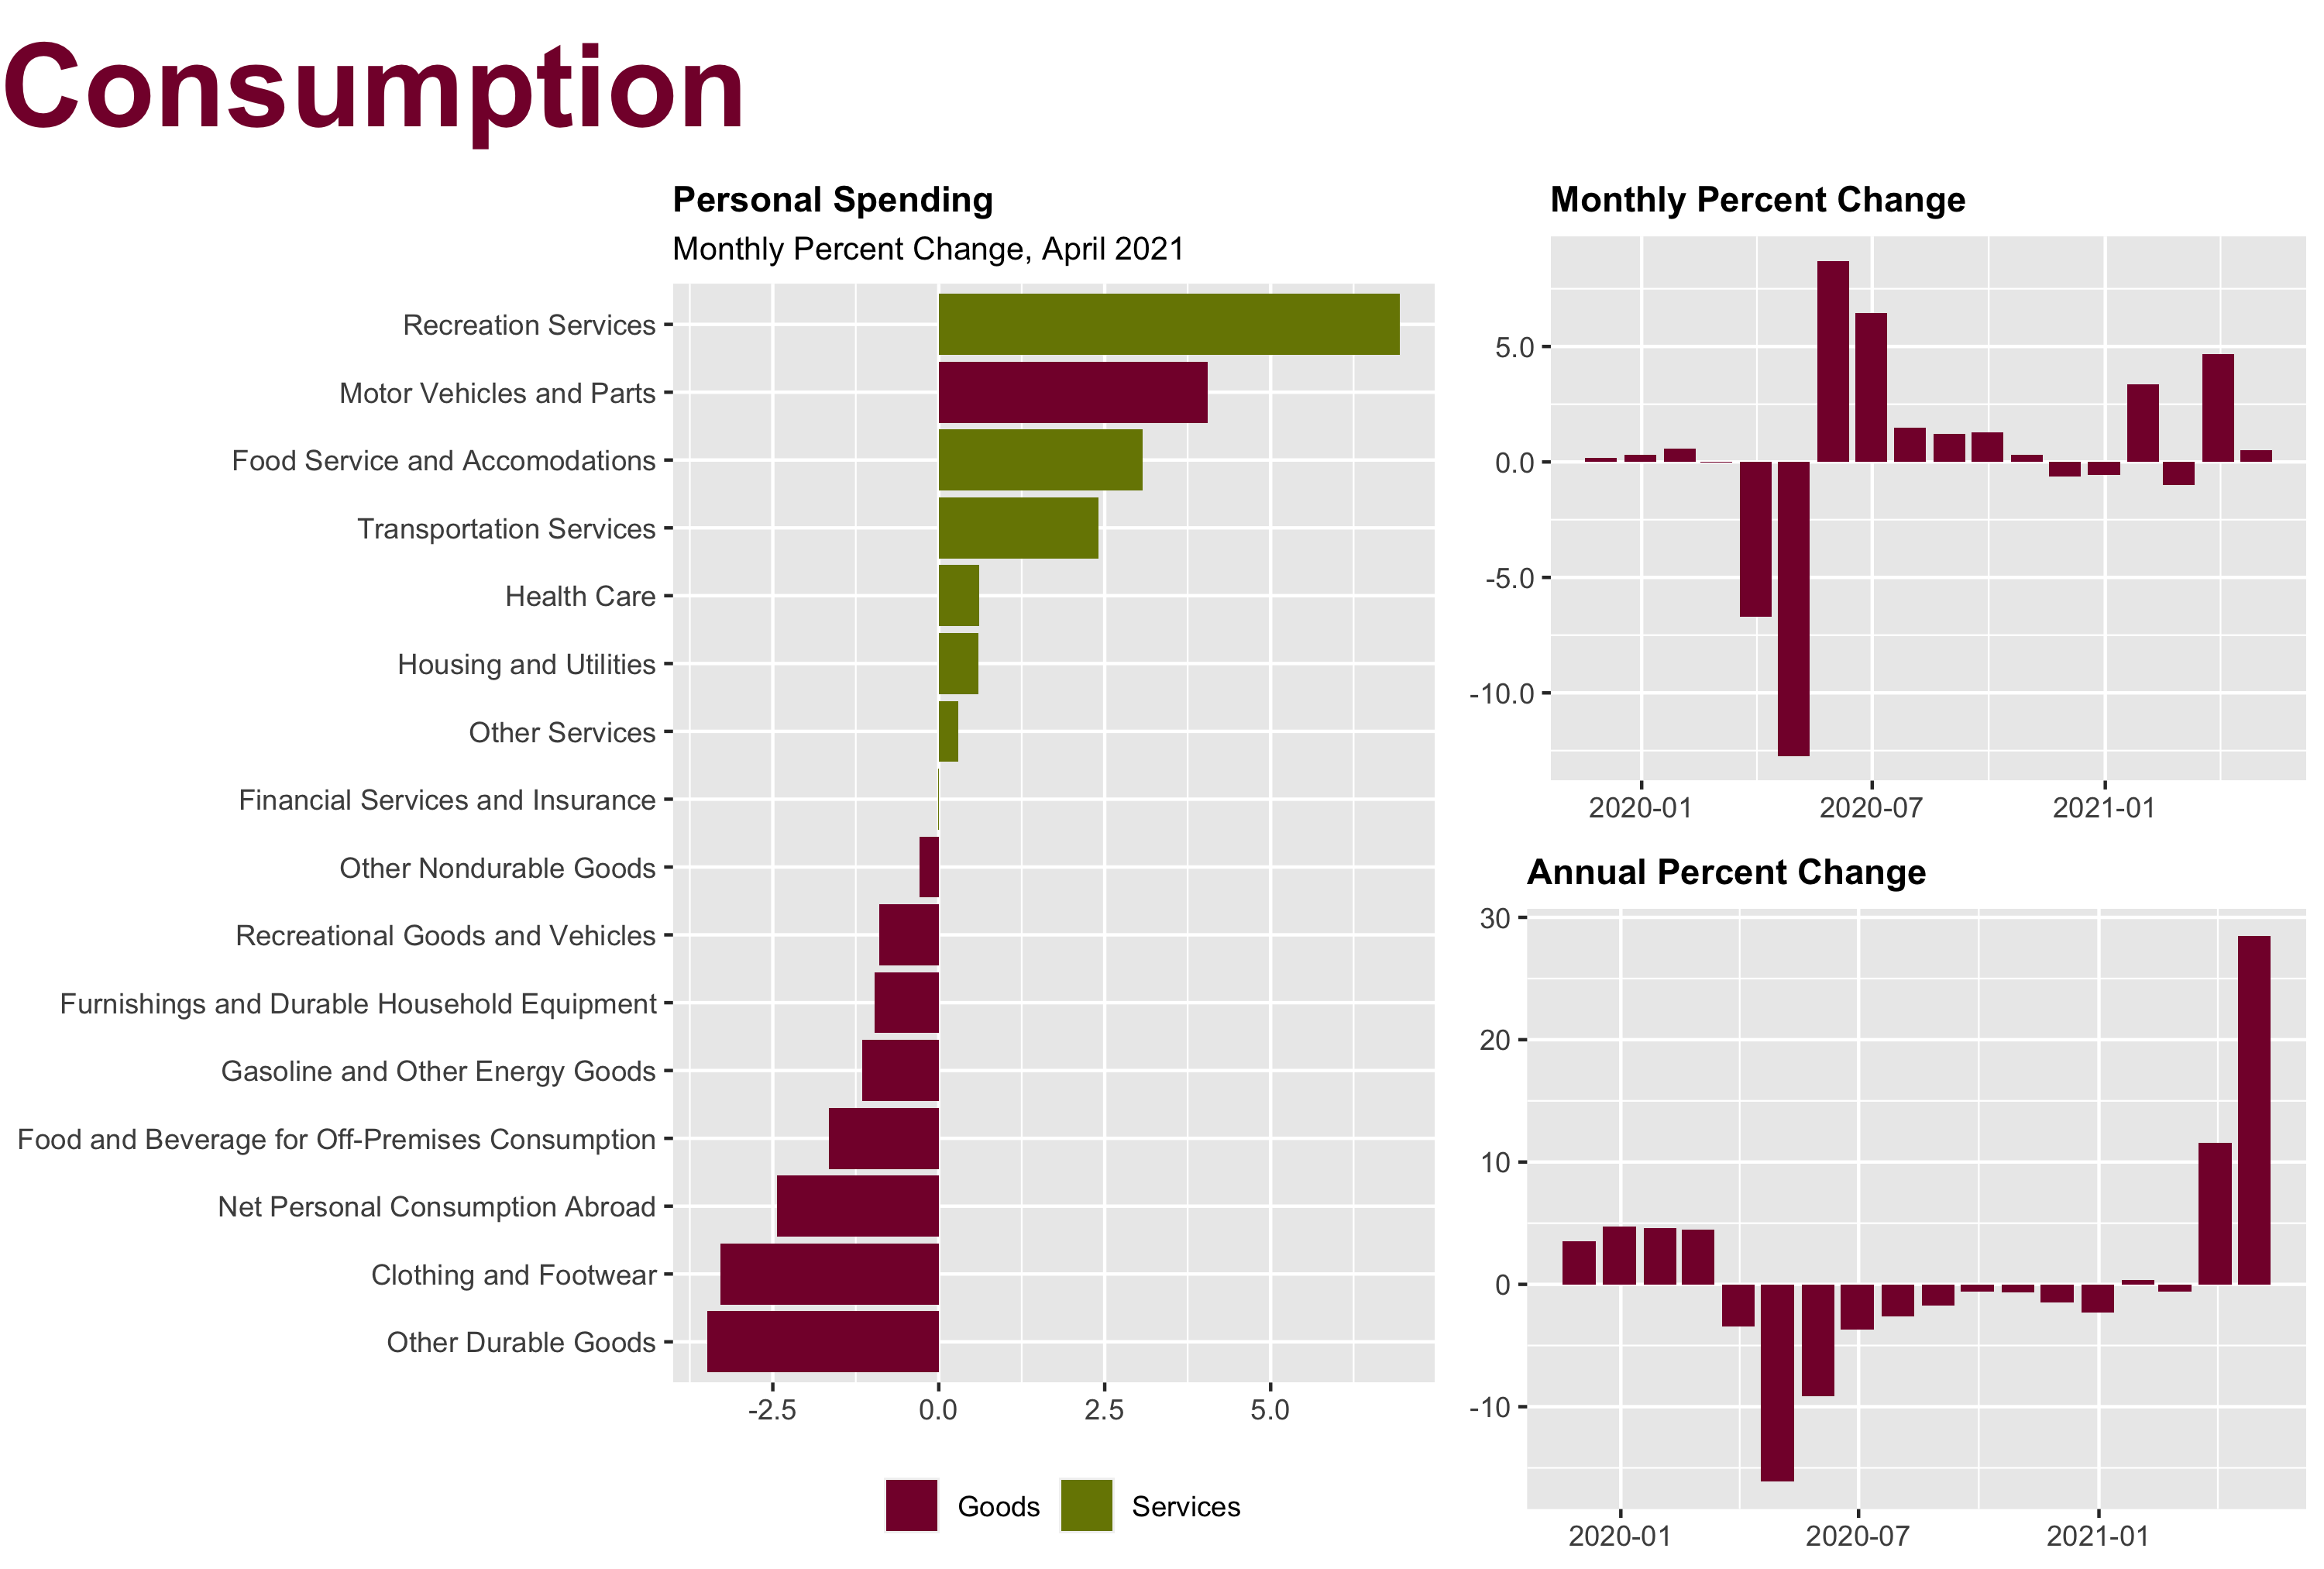 Consumption
Personal Spending
Monthly Percent Change, April 2021
Recreation Services
Motor Vehicles and Parts
Food Service and Accomodations
Transportation Services
Health Care
Housing and Utilities
Other Services
Financial Services and Insurance
Other Nondurable Goods
Recreational Goods and Vehicles
Furnishings and Durable Household Equipment
Gasoline and Other Energy Goods
Food and Beverage for Off-Premises Consumption
Net Personal Consumption Abroad
Clothing and Footwear
Other Durable Goods
-2.5 0.0 2.5 5.0
Goods Services
Monthly Percent Change
5.0
0.0
-5.0
-10.0
2020-01 2020-07 2021-01
Annual Percent Change
30
20
10
0
-10
2020-01 2020-07 2021-01